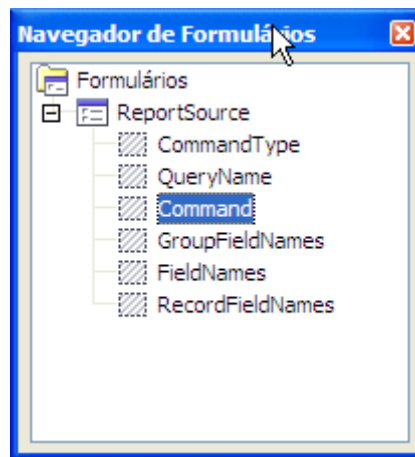 Navegador de Formulários
Formulários
ReportSource
CommandType
QueryName
Command
GroupFieldNames
FieldNames
RecordFieldNames